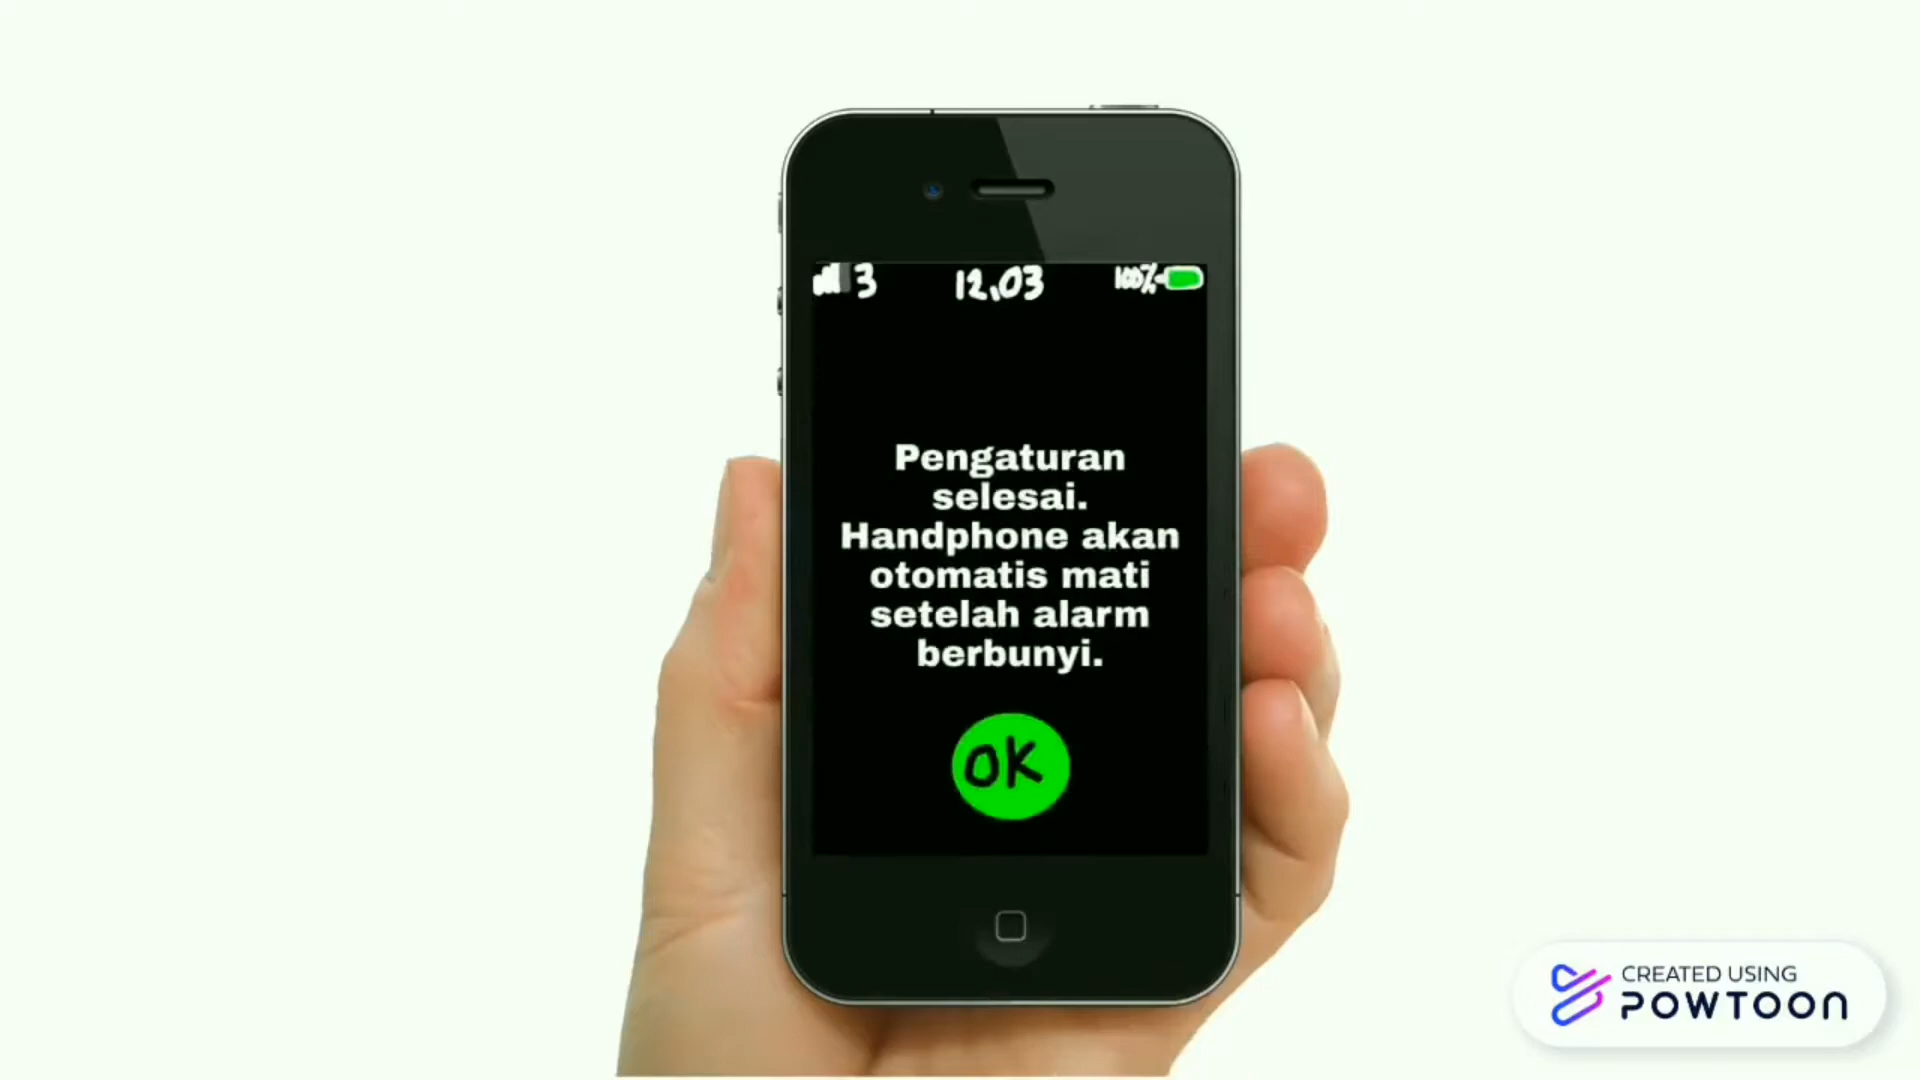 3 12.03 100%
Pengaturan
selesai.
Handphone akan
otomatis mati
setelah alarm
berbunyi.
OK
CREATED USING
POWTOON